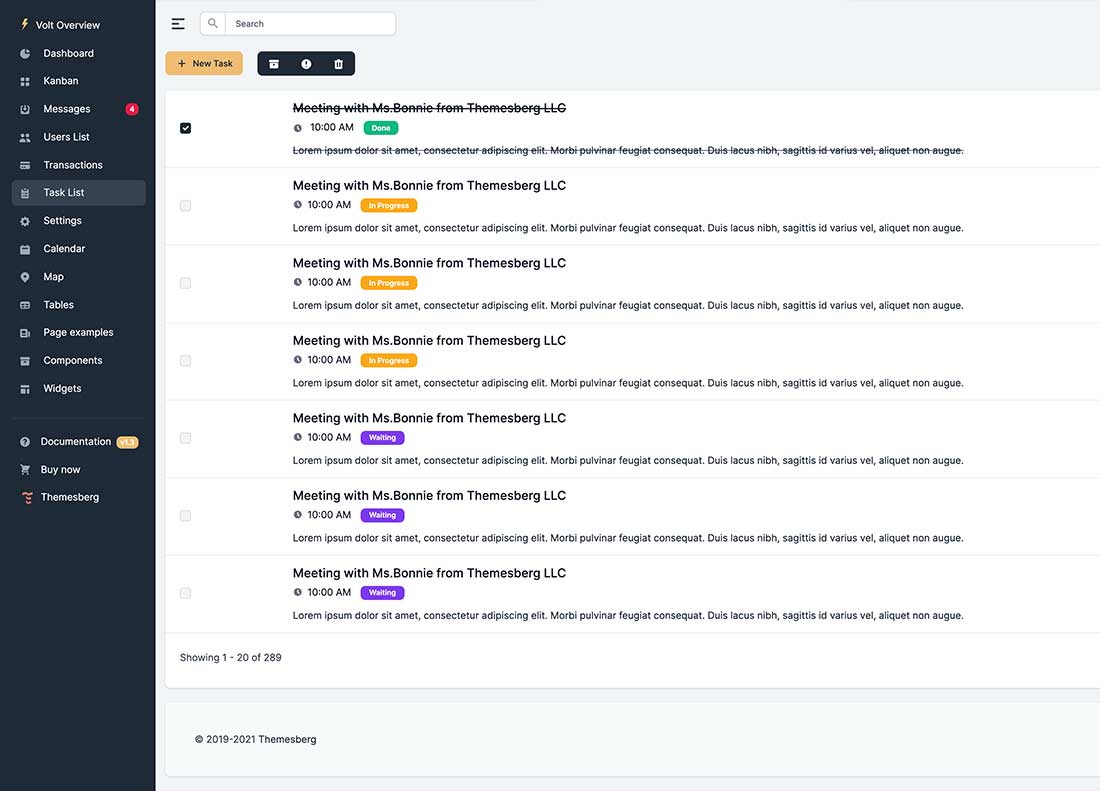 Volt Overview
Dashboard
Kanban
Messages 4
Users List
Transactions
Task List
Settings
Calendar
Map
Tables
Page examples
Components
Widgets
Documentation v1.3
Buy now
Themesberg
Search
New Task
Meeting with Ms.Bonnie from Themesberg LLC
10:00 AM Done
Lorem ipsum dolor sit amet, consectetur adipiscing elit. Morbi pulvinar feugiat consequat. Duis lacus nibh, sagittis id varius vel, aliquet non augue.
Meeting with Ms.Bonnie from Themesberg LLC
10:00 AM In Progress
Lorem ipsum dolor sit amet, consectetur adipiscing elit. Morbi pulvinar feugiat consequat. Duis lacus nibh, sagittis id varius vel, aliquet non augue.
Meeting with Ms.Bonnie from Themesberg LLC
10:00 AM In Progress
Lorem ipsum dolor sit amet, consectetur adipiscing elit. Morbi pulvinar feugiat consequat. Duis lacus nibh, sagittis id varius vel, aliquet non augue.
Meeting with Ms.Bonnie from Themesberg LLC
10:00 AM In Progress
Lorem ipsum dolor sit amet, consectetur adipiscing elit. Morbi pulvinar feugiat consequat. Duis lacus nibh, sagittis id varius vel, aliquet non augue.
Meeting with Ms.Bonnie from Themesberg LLC
10:00 AM Waiting
Lorem ipsum dolor sit amet, consectetur adipiscing elit. Morbi pulvinar feugiat consequat. Duis lacus nibh, sagittis id varius vel, aliquet non augue.
Meeting with Ms.Bonnie from Themesberg LLC
10:00 AM Waiting
Lorem ipsum dolor sit amet, consectetur adipiscing elit. Morbi pulvinar feugiat consequat. Duis lacus nibh, sagittis id varius vel, aliquet non augue.
Meeting with Ms.Bonnie from Themesberg LLC
10:00 AM Waiting
Lorem ipsum dolor sit amet, consectetur adipiscing elit. Morbi pulvinar feugiat consequat. Duis lacus nibh, sagittis id varius vel, aliquet non augue.
Showing 1 - 20 of 289
© 2019-2021 Themesberg